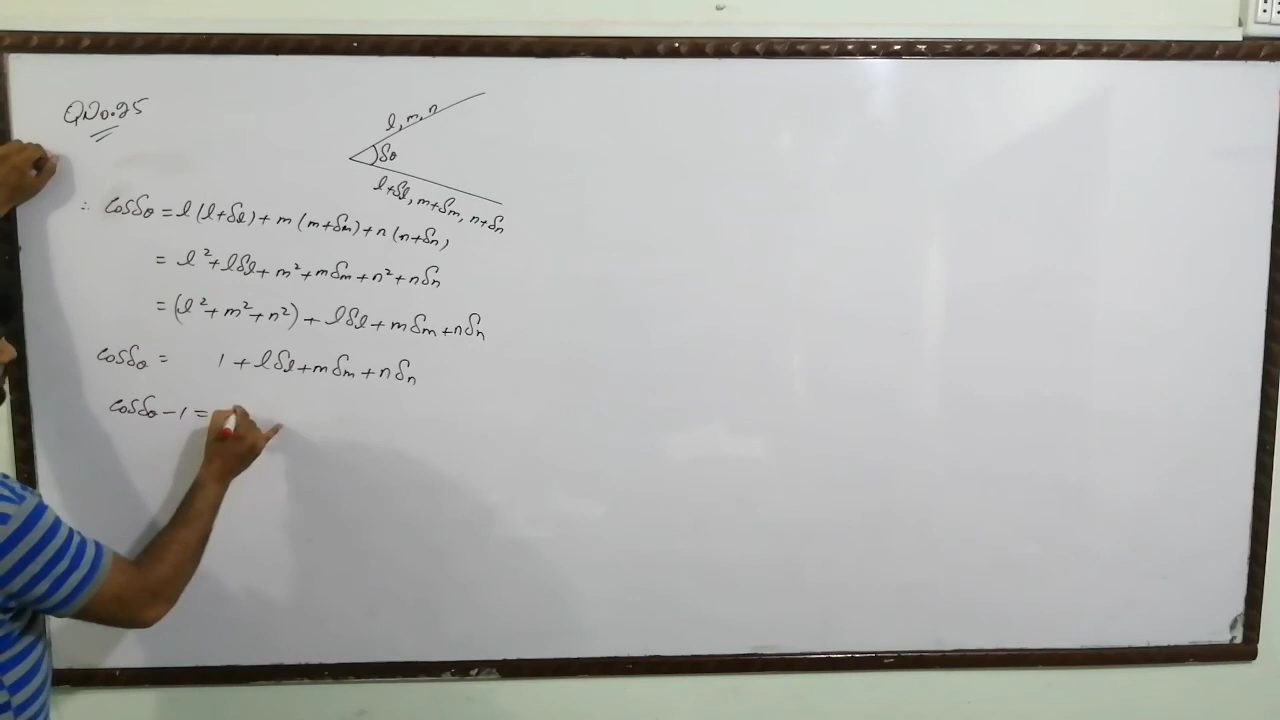 QNo.25
l, m, n
δθ
l+δl, m+δm, n+δn
∴ cosδθ = l(l+δl)+m(m+δm)+n(n+δn)
= l²+lδl+m²+mδm+n²+nδn
= (l²+m²+n²)+lδl+mδm+nδn
cosδθ = 1+lδl+mδm+nδn
cosδθ-1=